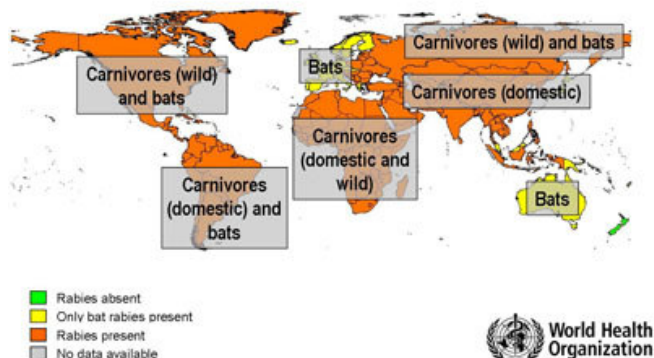 Carnivores (wild) and bats
Bats
Carnivores (wild)
and bats
Carnivores (domestic)
Carnivores
(domestic and
wild)
Carnivores
(domestic) and
bats
Bats
Rabies absent
Only bat rabies present
Rabies present
No data available
World Health
Organization